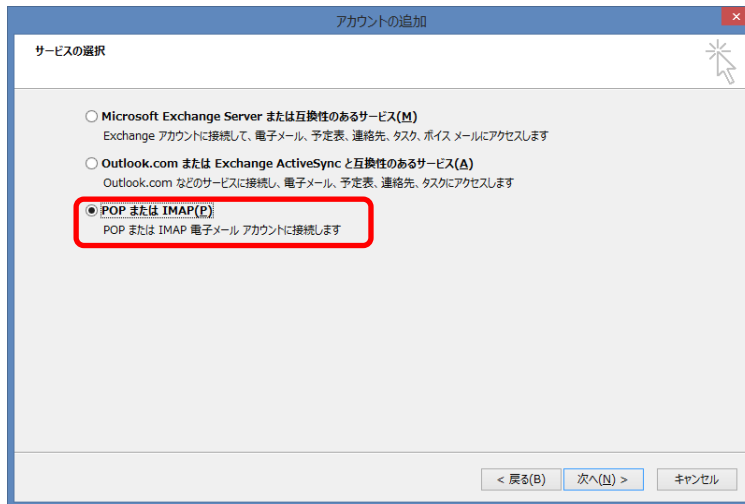 アカウントの追加
サービスの選択
Microsoft Exchange Server または互換性のあるサービス(M)
Exchange アカウントに接続して、電子メール、予定表、連絡先、タスク、ボイス メールにアクセスします
Outlook.com または Exchange ActiveSync と互換性のあるサービス(A)
Outlook.com などのサービスに接続し、電子メール、予定表、連絡先、タスクにアクセスします
POP または IMAP(P)
POP または IMAP 電子メール アカウントに接続します
< 戻る(B) 次へ(N) > キャンセル